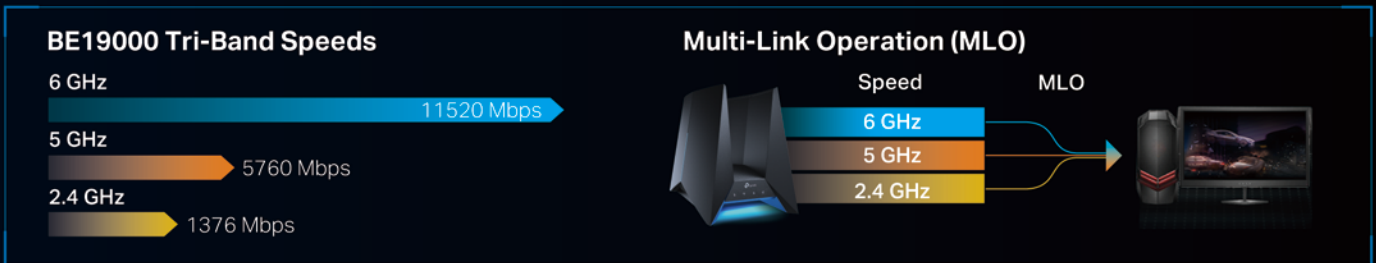 BE19000 Tri-Band Speeds
6 GHz
11520 Mbps
5 GHz
5760 Mbps
2.4 GHz
1376 Mbps
Multi-Link Operation (MLO)
Speed MLO
6 GHz
5 GHz
2.4 GHz